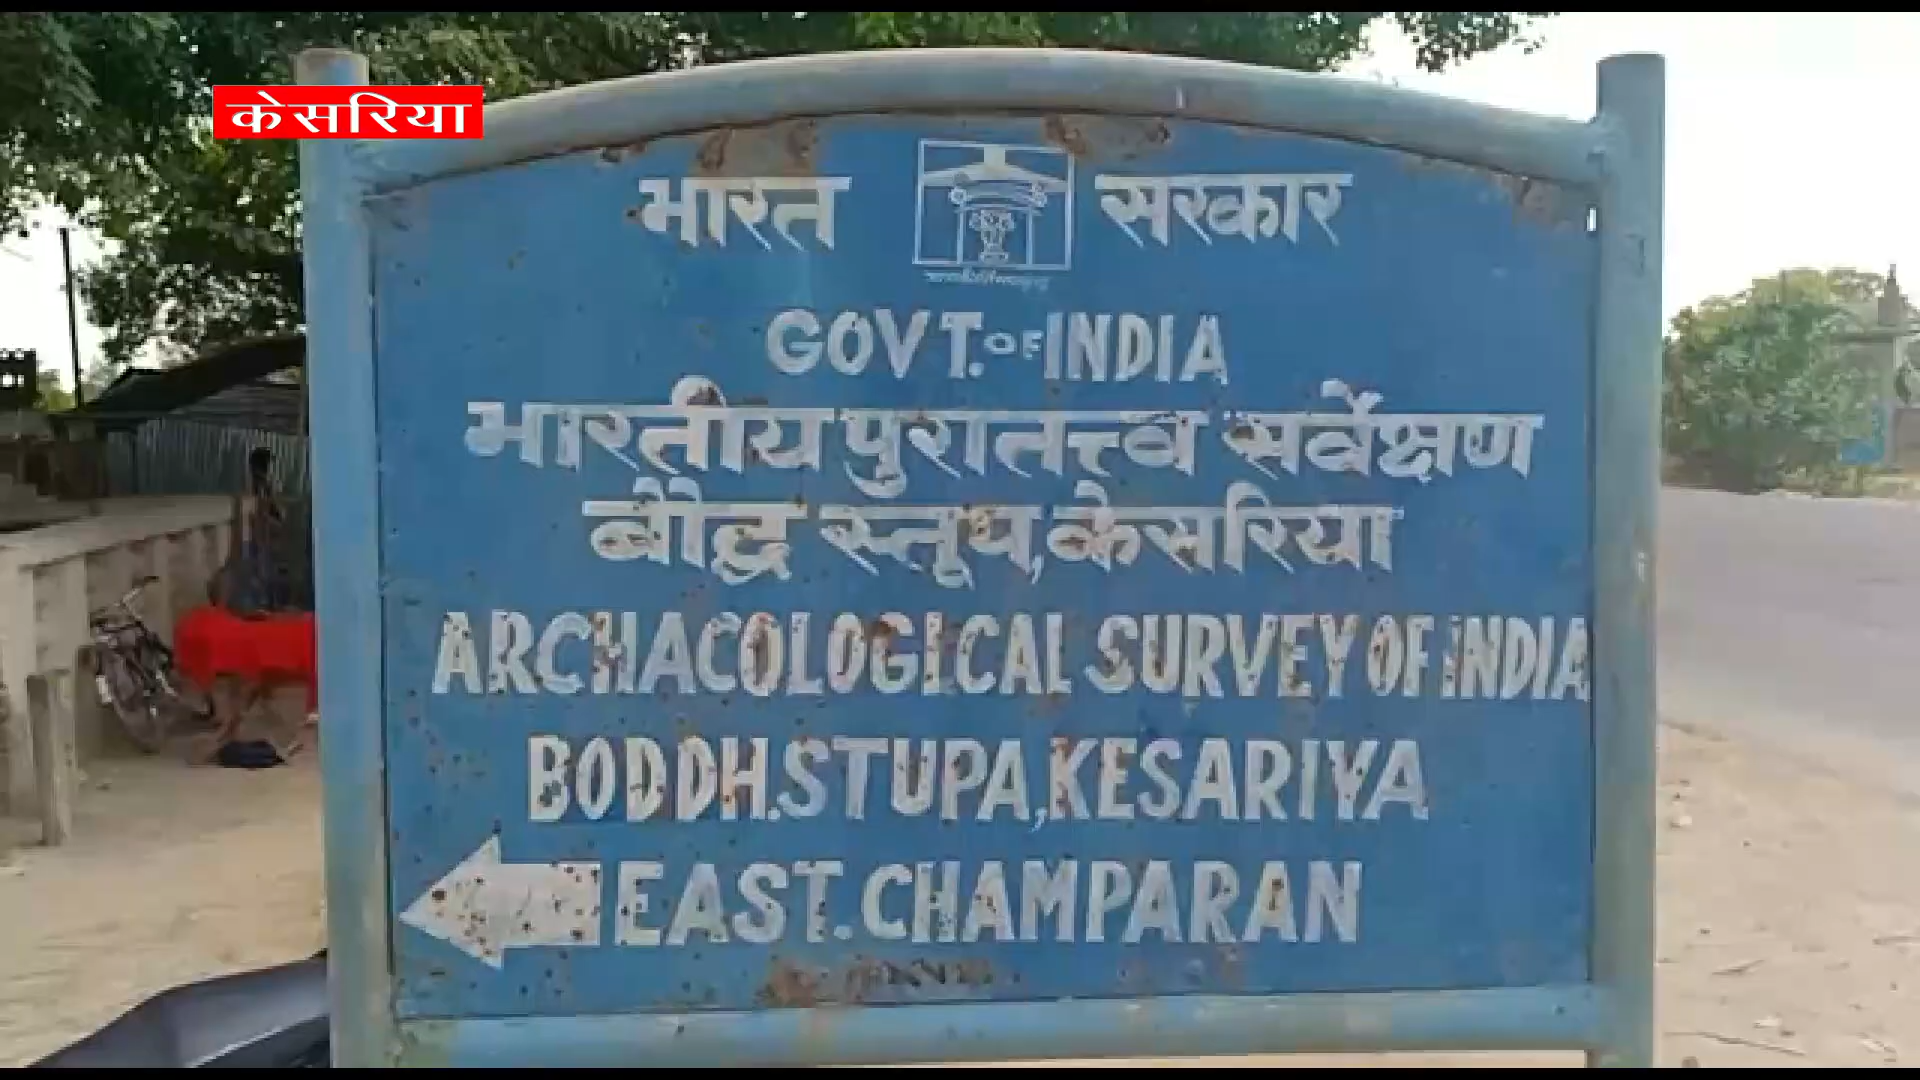 केसरिया
भारत सरकार
GOVT. OF INDIA
भारतीय पुरातत्त्व सर्वेक्षण
बौद्ध स्तूप, केसरिया
ARCHACOLOGICAL SURVEY OF INDIA
BODDH.STUPA, KESARIYA
EAST. CHAMPARAN